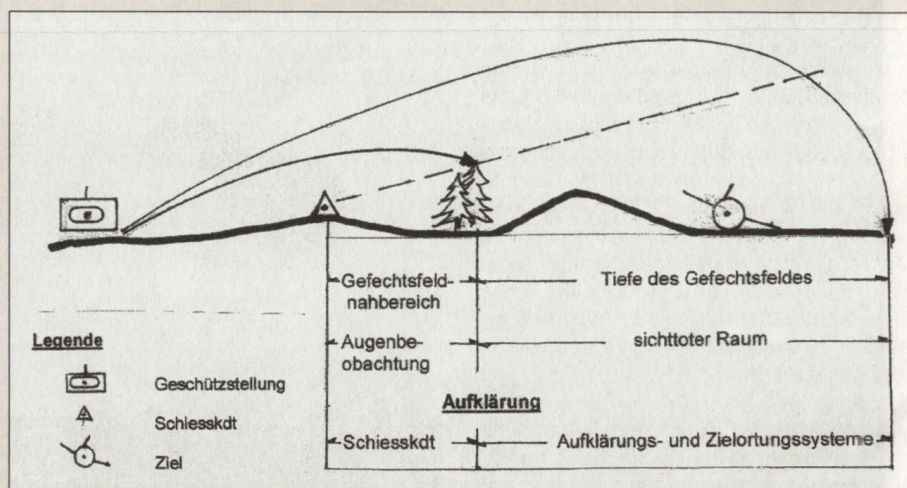 Gefechtsfeld-
nahbereich
Tiefe des Gefechtsfeldes
Augenbe-
obachtung
sichttoter Raum
Aufklärung
Schiesskdt
Aufklärungs- und Zielortungssysteme
Legende
Geschützstellung
Schiesskdt
Ziel